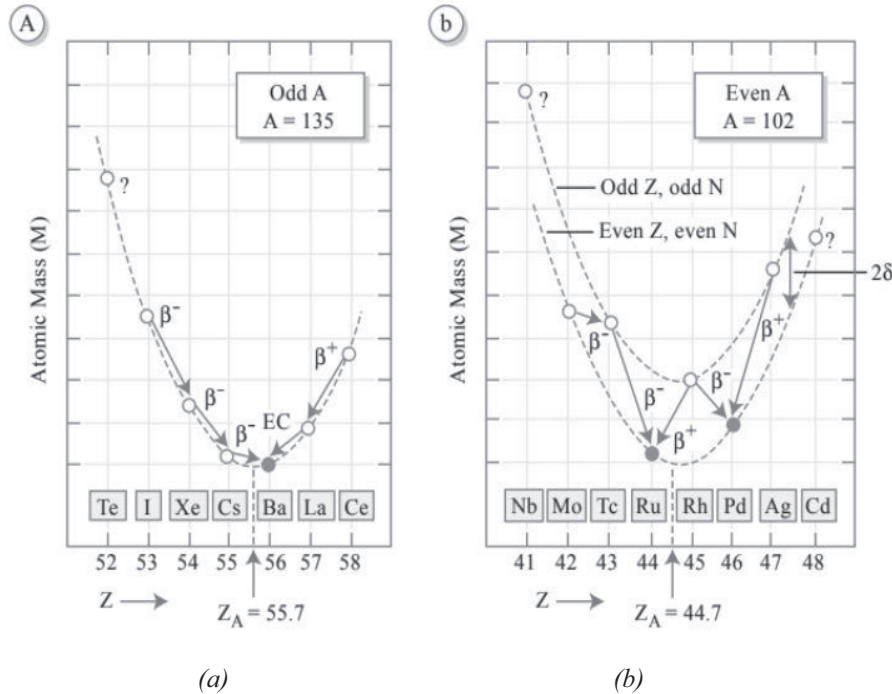 A
Odd A
A = 135
Atomic Mass (M)
?
β⁻
β⁻
β⁻
EC
β⁺
Te I Xe Cs Ba La Ce
52 53 54 55 56 57 58
Z
Z_A = 55.7
(a)
b
Even A
A = 102
Atomic Mass (M)
?
Odd Z, odd N
Even Z, even N
?
2δ
β⁻
β⁻
β⁺
β⁻
β⁺
Nb Mo Tc Ru Rh Pd Ag Cd
41 42 43 44 45 46 47 48
Z
Z_A = 44.7
(b)